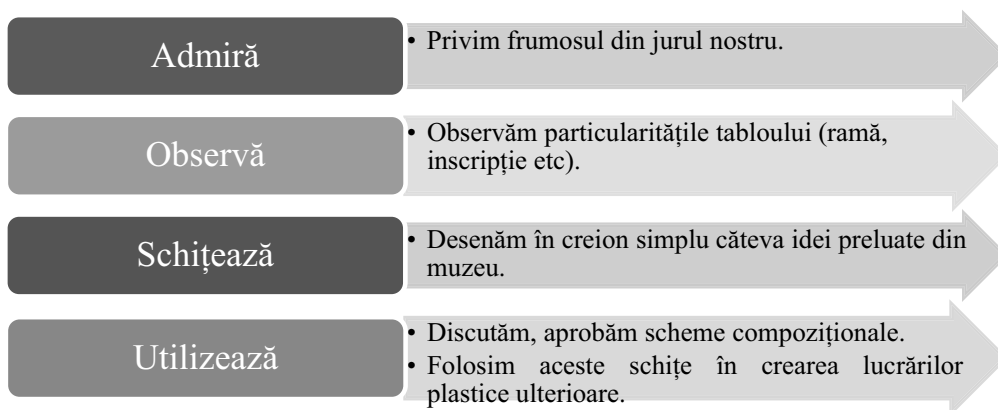 Admiră
• Privim frumosul din jurul nostru.
Observă
• Observăm particularitățile tabloului (ramă,
inscripție etc).
Schițează
• Desenăm în creion simplu căteva idei preluate din
muzeu.
Utilizează
• Discutăm, aprobăm scheme compoziționale.
• Folosim aceste schițe în crearea lucrărilor
plastice ulterioare.